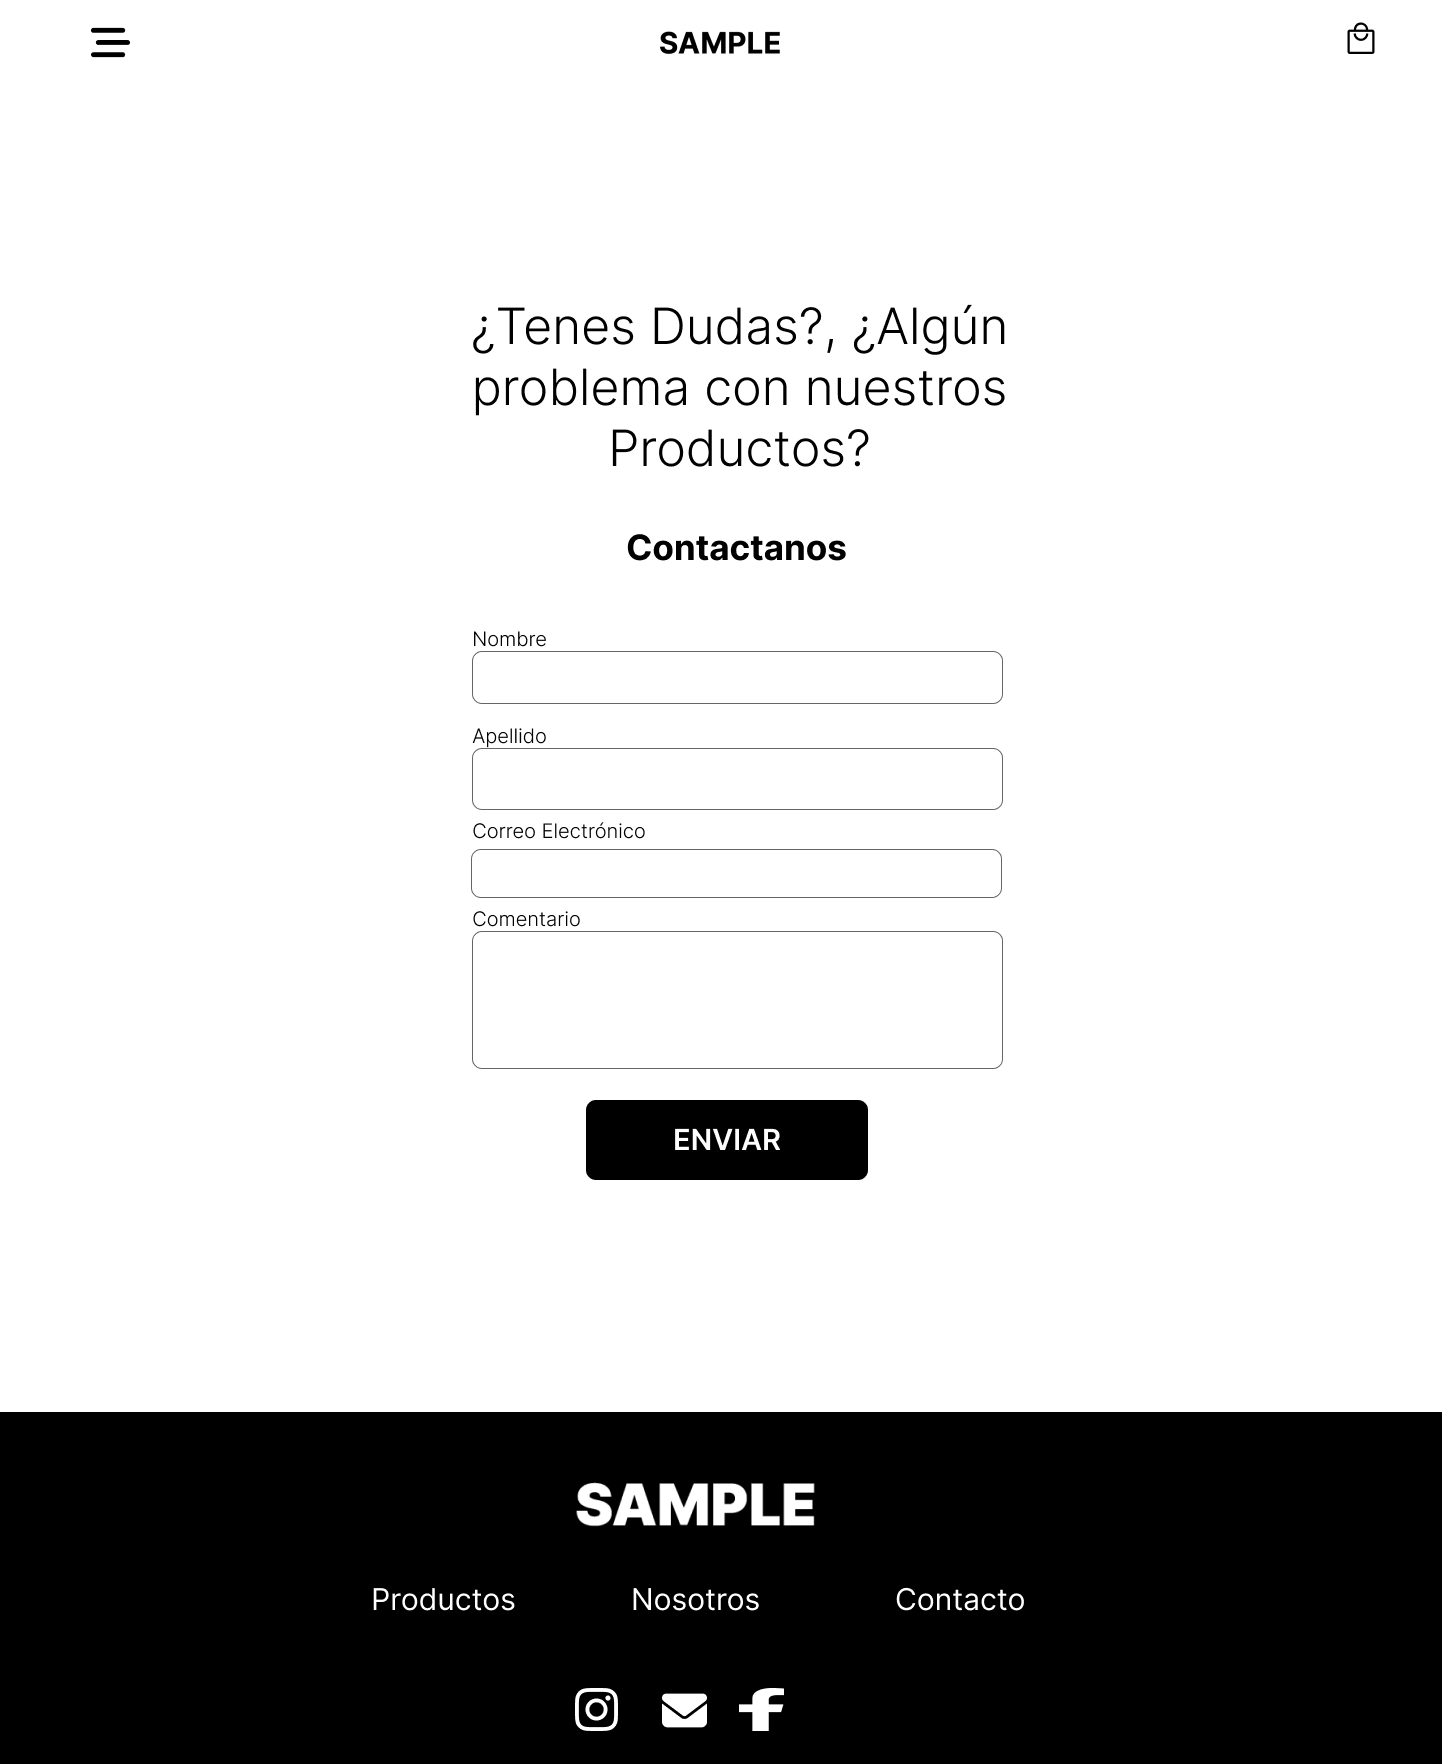 SAMPLE
¿Tenes Dudas?, ¿Algún
problema con nuestros
Productos?
Contactanos
Nombre
Apellido
Correo Electrónico
Comentario
ENVIAR
SAMPLE
Productos Nosotros Contacto